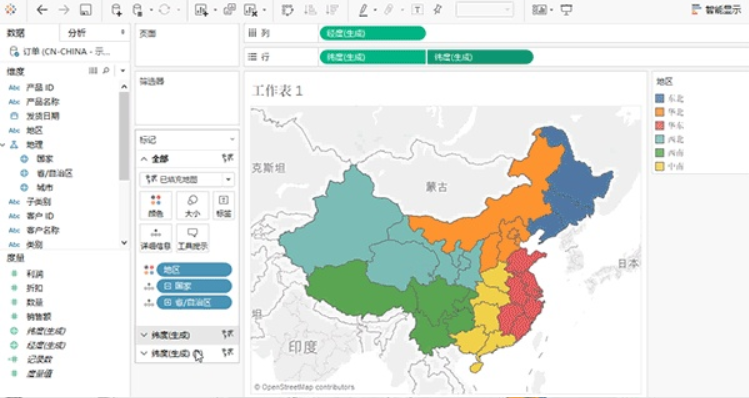 智能显示
数据
分析
页面
列
经度(生成)
订单 (CN-CHINA - 示...
行
纬度(生成)
纬度(生成)
维度
筛选器
工作表 1
地区
Abc 产品 ID
Abc 产品名称
发货日期
Abc 地区
地理
国家
省/自治区
城市
Abc 子类别
Abc 客户 ID
Abc 客户名称
Abc 类别
东北
华北
华东
西北
西南
中南
标记
全部
已填充地图
颜色
大小
标签
详细信息
工具提示
地区
国家
省/自治区
纬度(生成)
纬度(生成)
度量
利润
折扣
数量
销售额
纬度(生成)
经度(生成)
记录数
度量值
克斯坦
蒙古
日本
坦
印度
© OpenStreetMap contributors